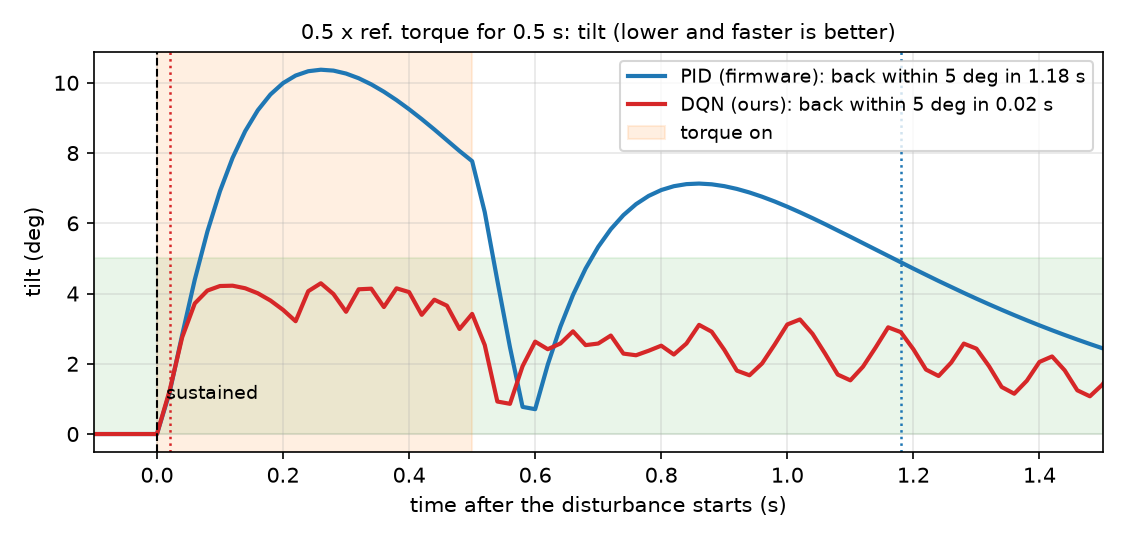 0.5 x ref. torque for 0.5 s: tilt (lower and faster is better)
PID (firmware): back within 5 deg in 1.18 s
DQN (ours): back within 5 deg in 0.02 s
torque on
tilt (deg)
10
8
6
4
2
0
sustained
0.0 0.2 0.4 0.6 0.8 1.0 1.2 1.4
time after the disturbance starts (s)